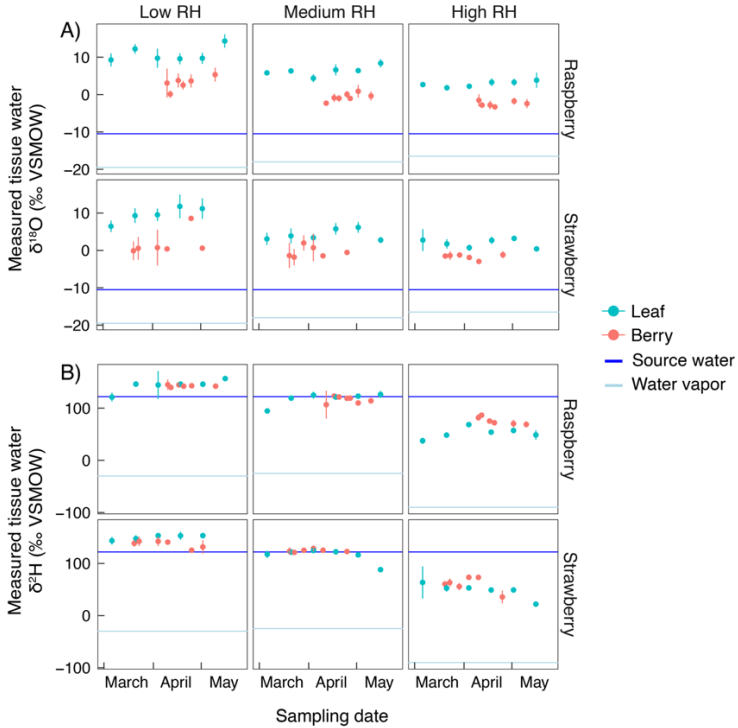 Low RH Medium RH High RH
A)
Measured tissue water
δ¹⁸O (‰ VSMOW)
10
0
−10
−20
Raspberry
10
0
−10
−20
Strawberry
Leaf
Berry
Source water
Water vapor
B)
Measured tissue water
δ²H (‰ VSMOW)
100
0
−100
Raspberry
100
0
−100
Strawberry
March April May March April May March April May
Sampling date